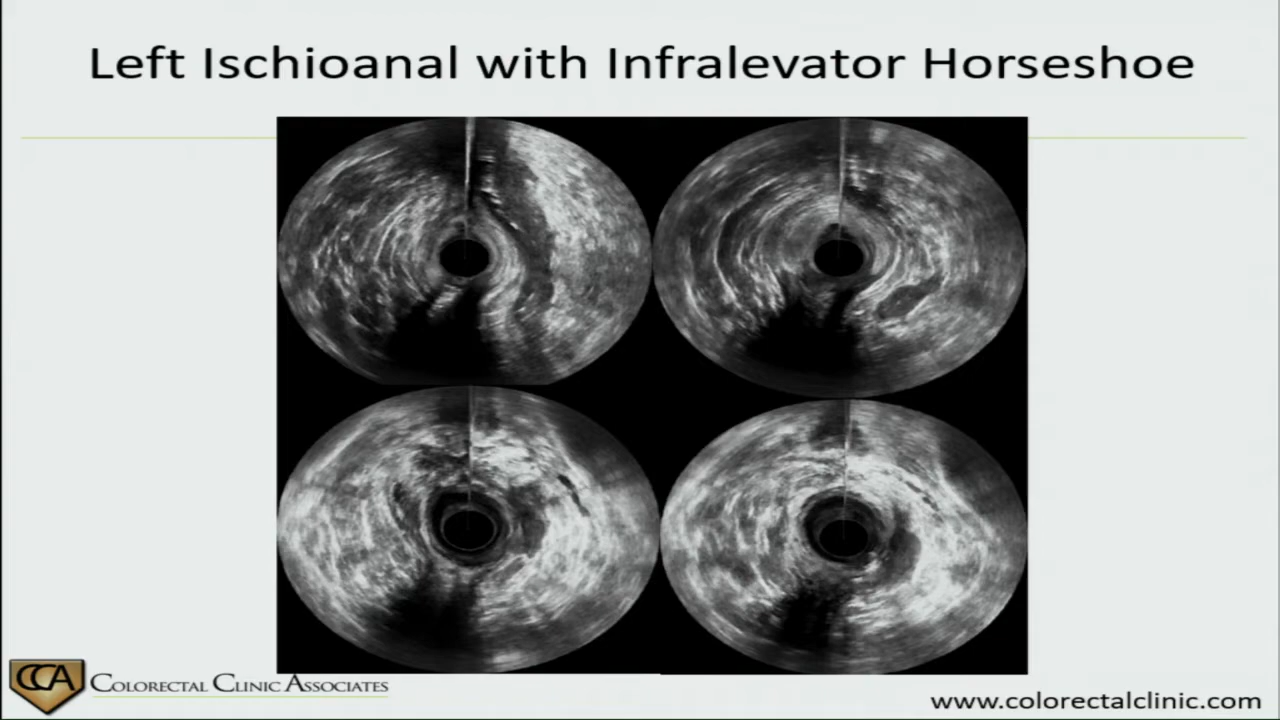 Left Ischioanal with Infralevator Horseshoe
CCA
COLORECTAL CLINIC ASSOCIATES
www.colorectalclinic.com